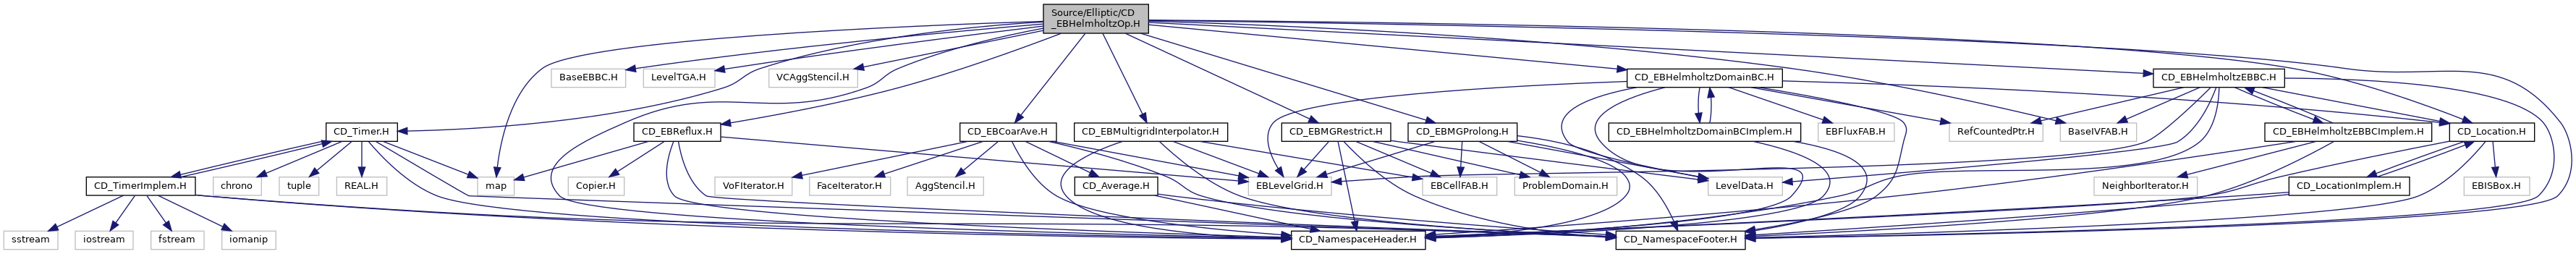 Source/Elliptic/CD
_EBHelmholtzOp.H
BaseEBBC.H
LevelTGA.H
VCAggStencil.H
CD_EBHelmholtzDomainBC.H
CD_EBHelmholtzEBBC.H
CD_Timer.H
CD_EBReflux.H
CD_EBCoarAve.H
CD_EBMultigridInterpolator.H
CD_EBMGRestrict.H
CD_EBMGProlong.H
CD_EBHelmholtzDomainBCImplem.H
EBFluxFAB.H
RefCountedPtr.H
BaseIVFAB.H
CD_EBHelmholtzEBBCImplem.H
CD_Location.H
CD_TimerImplem.H
chrono
tuple
REAL.H
map
Copier.H
VoFIterator.H
FaceIterator.H
AggStencil.H
CD_Average.H
EBLevelGrid.H
EBCellFAB.H
ProblemDomain.H
LevelData.H
NeighborIterator.H
CD_LocationImplem.H
EBISBox.H
sstream
iostream
fstream
iomanip
CD_NamespaceHeader.H
CD_NamespaceFooter.H